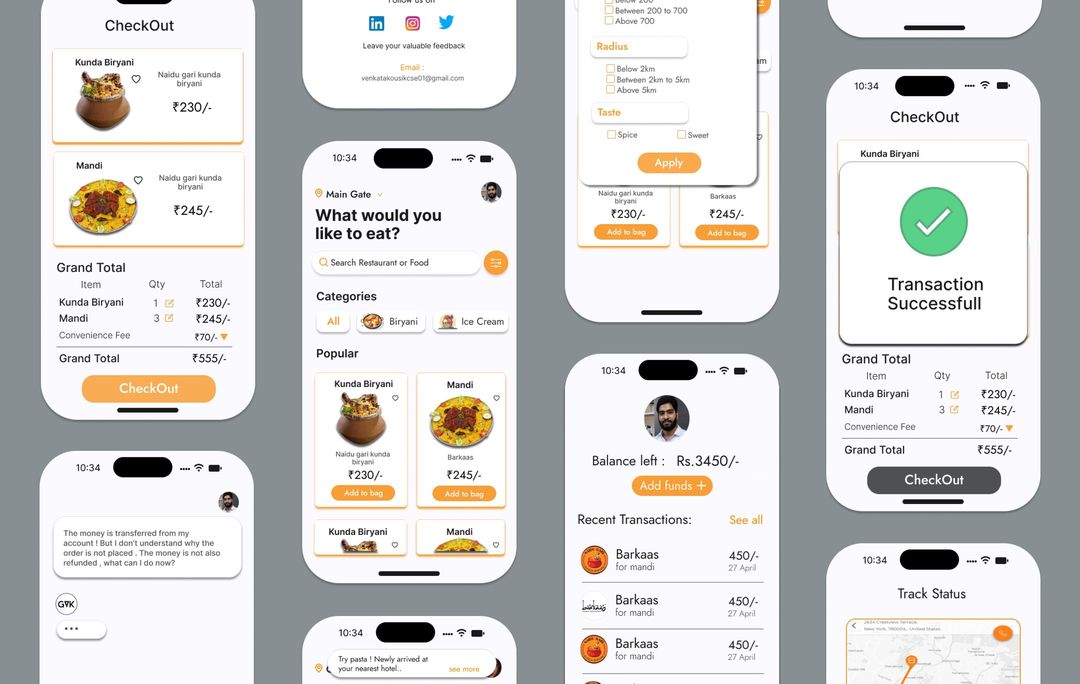 CheckOut
Kunda Biryani
Naidu gari kunda
biryani
₹230/-
Mandi
Naidu gari kunda
biryani
₹245/-
Grand Total
Item Qty Total
Kunda Biryani 1 ₹230/-
Mandi 3 ₹245/-
Convenience Fee ₹70/-
Grand Total ₹555/-
CheckOut
10:34
The money is transferred from my
account ! But I don't understand why the
order is not placed . The money is not also
refunded , what can I do now?
GVK
Follow us on
in
Leave your valuable feedback
Email :
venkatakousikcse01@gmail.com
10:34
Main Gate
What would you
like to eat?
Search Restaurant or Food
Categories
All Biryani Ice Cream
Popular
Kunda Biryani
Naidu gari kunda
biryani
₹230/-
Add to bag
Mandi
Barkaas
₹245/-
Add to bag
Kunda Biryani
Mandi
10:34
Try pasta ! Newly arrived at
your nearest hotel..
see more
Below 200
Between 200 to 700
Above 700
Radius
Below 2km
Between 2km to 5km
Above 5km
Taste
Spice Sweet
Apply
Naidu gari kunda
biryani
₹230/-
Add to bag
Barkaas
₹245/-
Add to bag
10:34
Balance left : Rs.3450/-
Add funds +
Recent Transactions: See all
Barkaas 450/-
for mandi 27 April
Barkaas 450/-
for mandi 27 April
Barkaas 450/-
for mandi 27 April
10:34
CheckOut
Kunda Biryani
Transaction
Successfull
Grand Total
Item Qty Total
Kunda Biryani 1 ₹230/-
Mandi 3 ₹245/-
Convenience Fee ₹70/-
Grand Total ₹555/-
CheckOut
10:34
Track Status
2834 Crestview Terrace,
New York, 78000s, United States